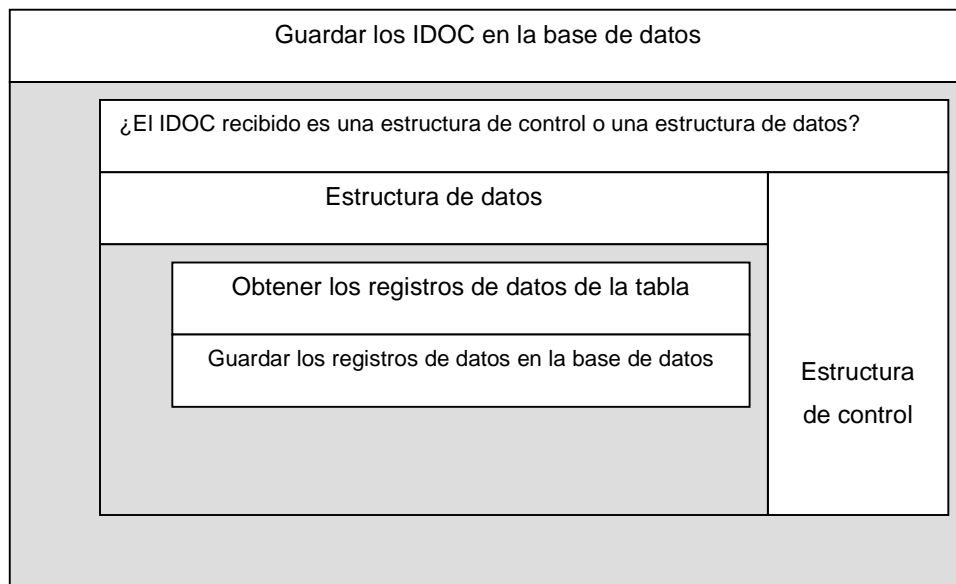 Guardar los IDOC en la base de datos
¿El IDOC recibido es una estructura de control o una estructura de datos?
Estructura de datos
Obtener los registros de datos de la tabla
Guardar los registros de datos en la base de datos
Estructura
de control